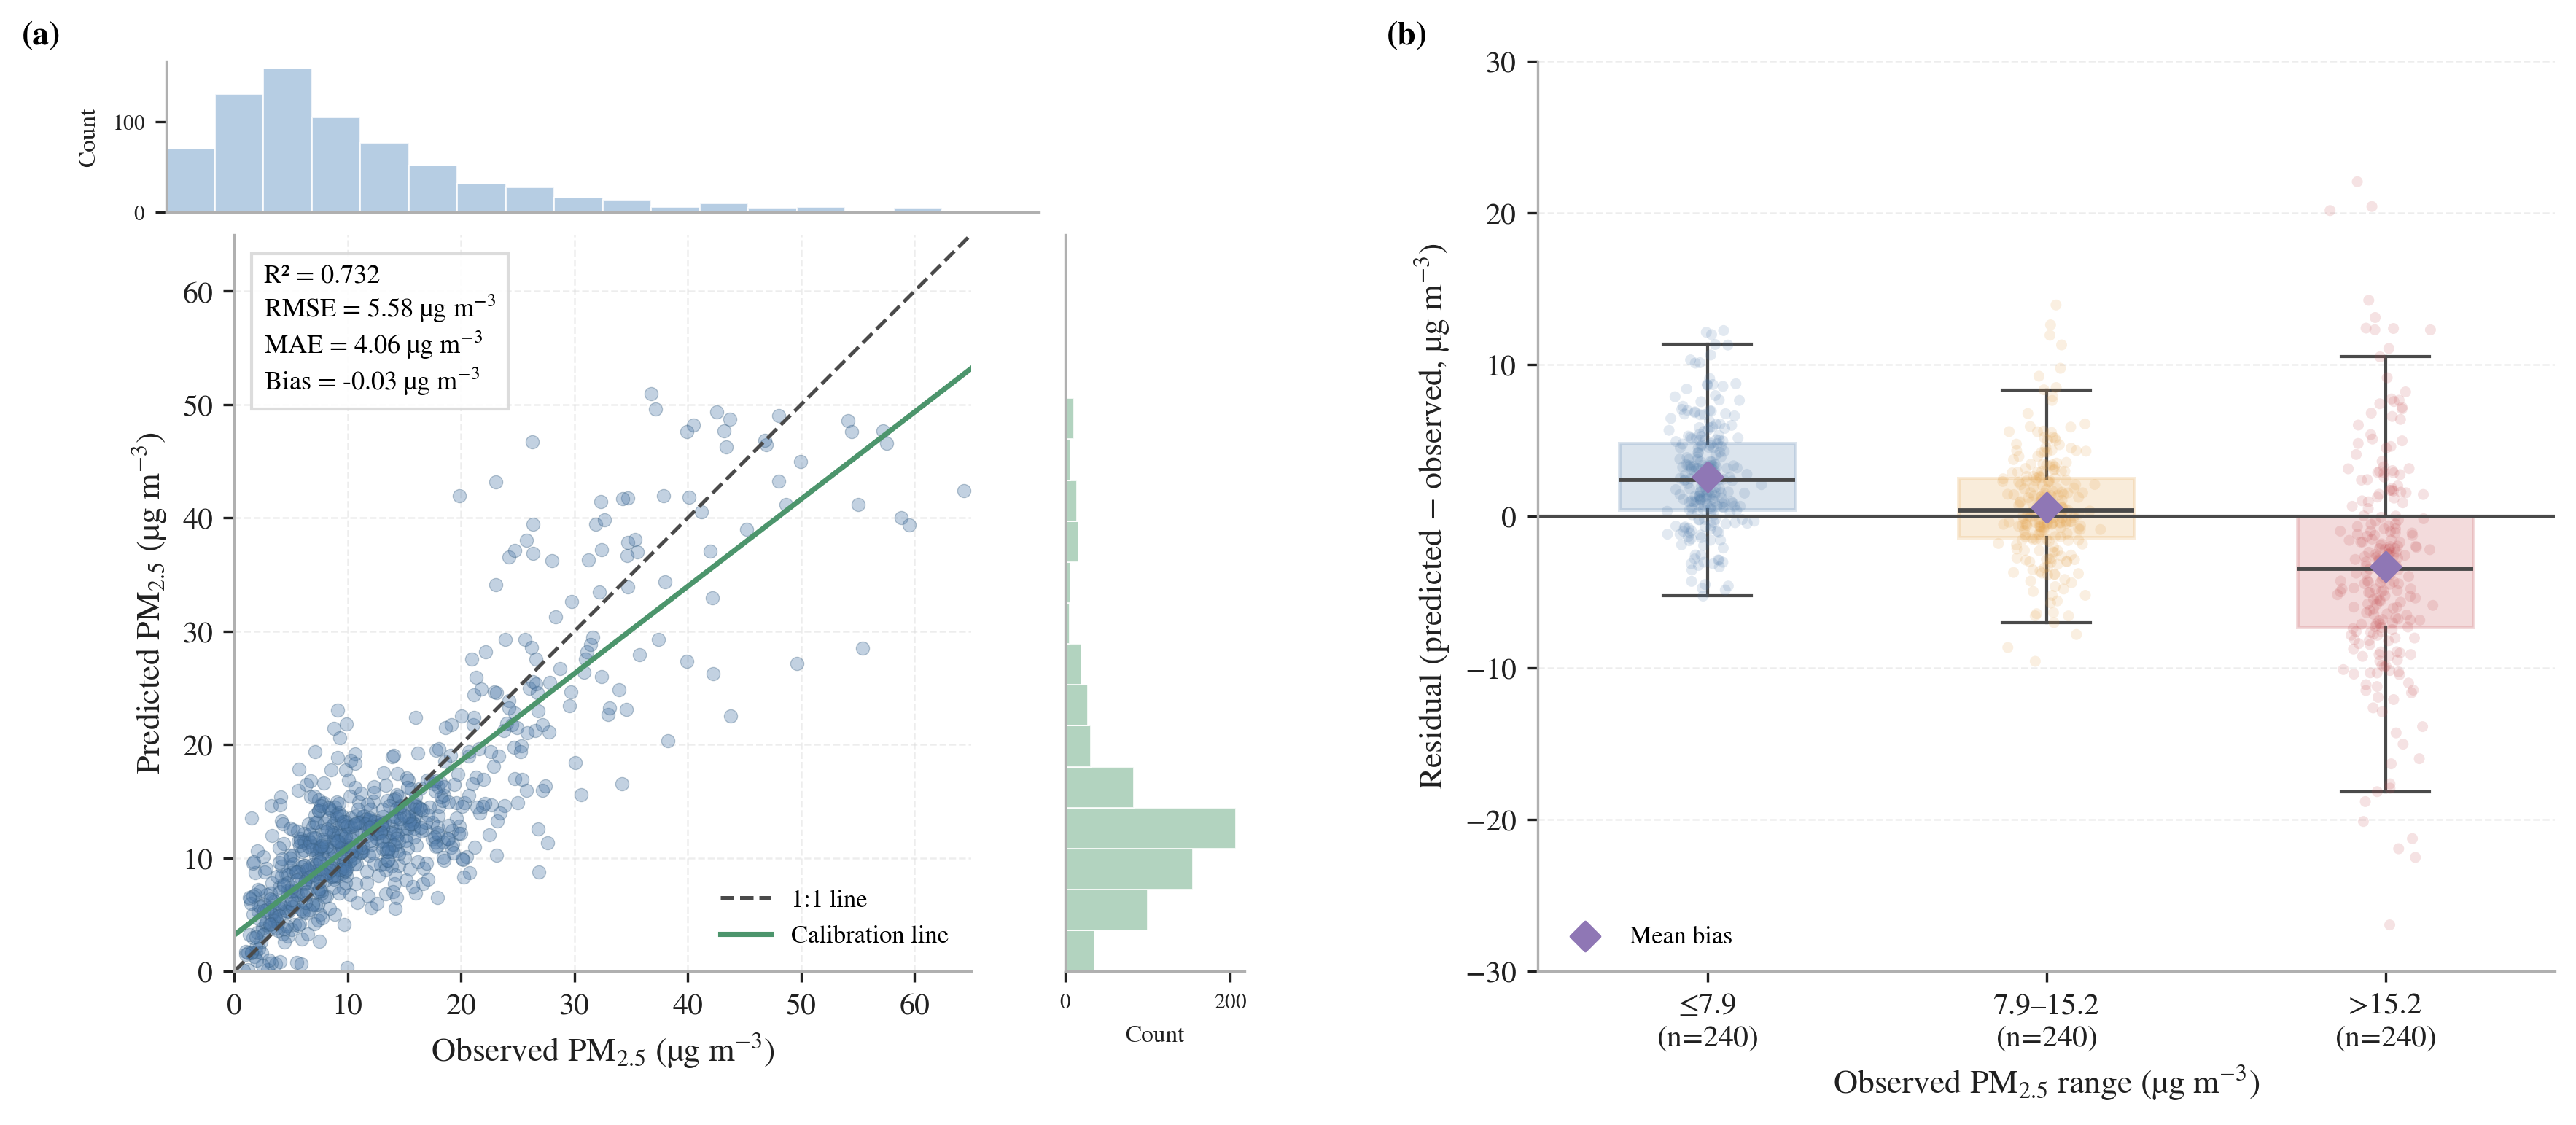 (a)
Count
100
0
R² = 0.732
RMSE = 5.58 µg m⁻³
MAE = 4.06 µg m⁻³
Bias = -0.03 µg m⁻³
Predicted PM₂.₅ (µg m⁻³)
60
50
40
30
20
10
0
1:1 line
Calibration line
0 10 20 30 40 50 60
Observed PM₂.₅ (µg m⁻³)
0 200
Count
(b)
Residual (predicted − observed, µg m⁻³)
30
20
10
0
−10
−20
−30
Mean bias
≤7.9 7.9–15.2 >15.2
(n=240) (n=240) (n=240)
Observed PM₂.₅ range (µg m⁻³)